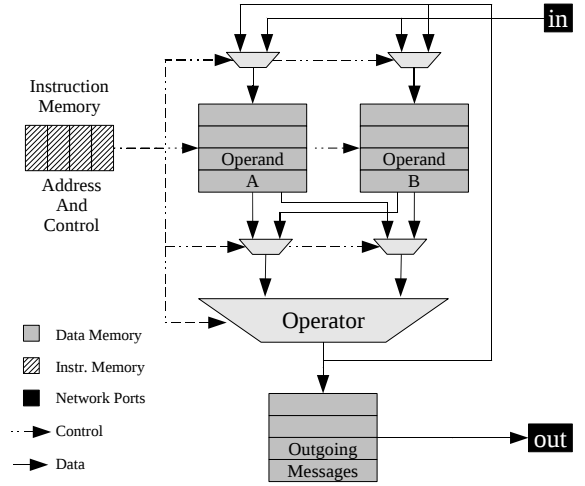 in
Instruction
Memory
Operand
A
Operand
B
Address
And
Control
Operator
Data Memory
Instr. Memory
Network Ports
Control
Data
Outgoing
Messages
out